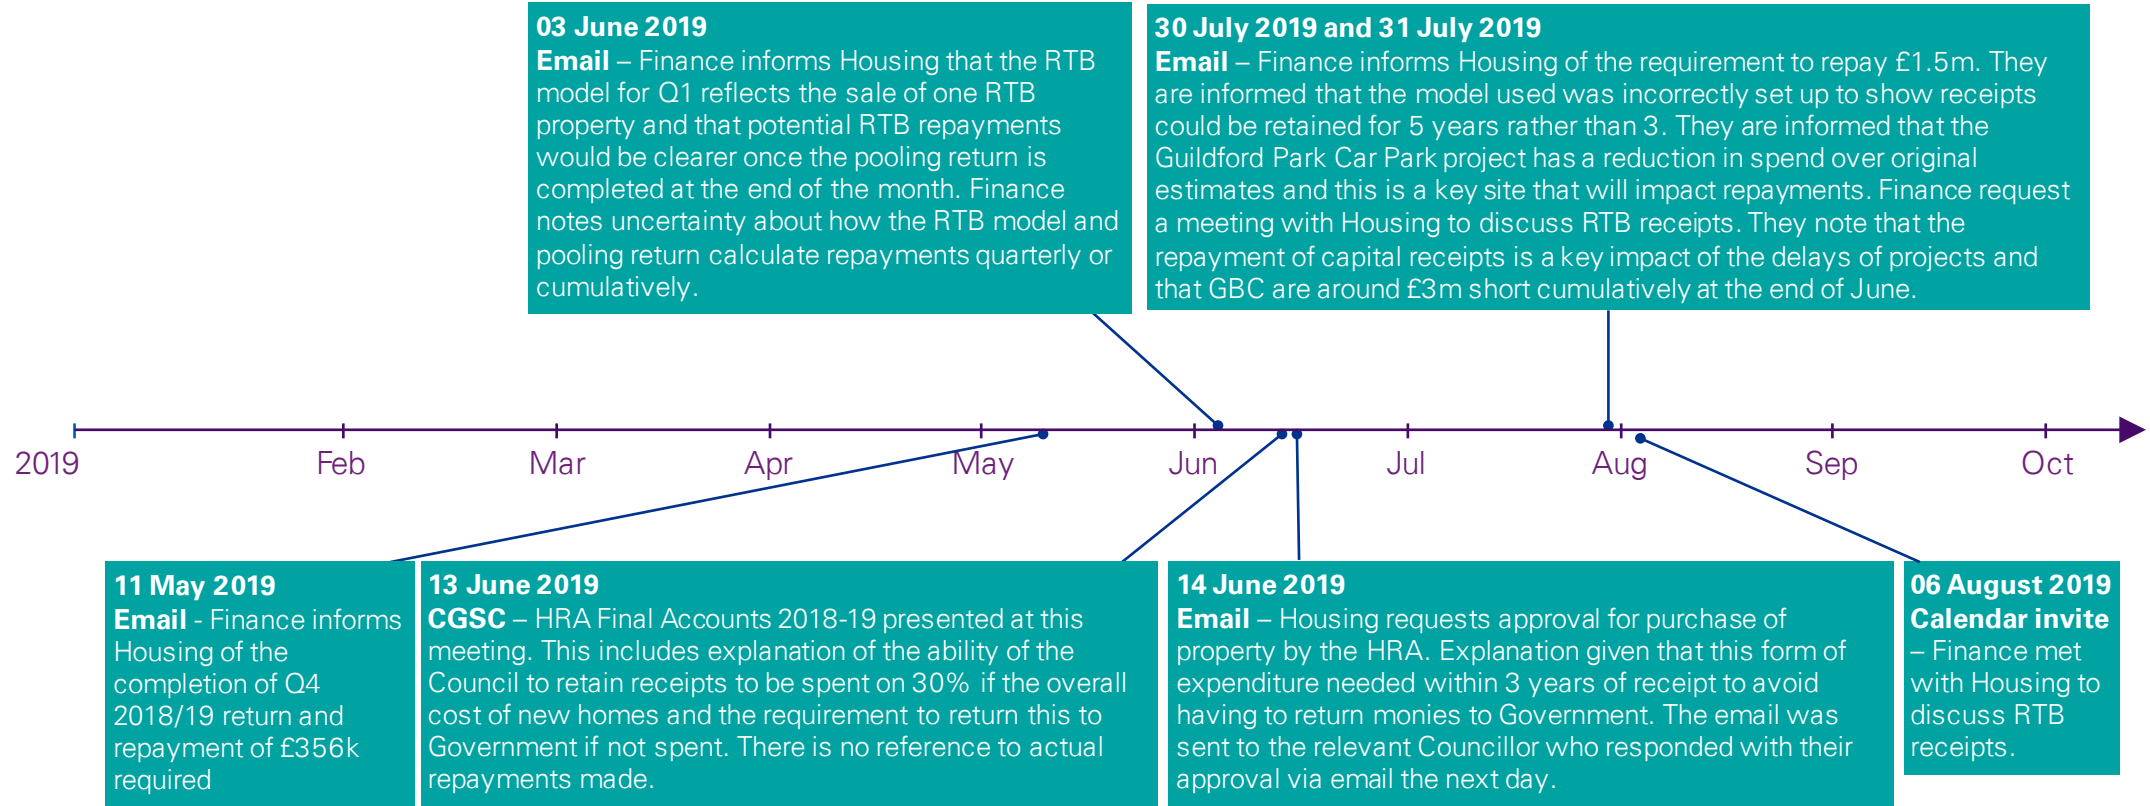 03 June 2019
Email – Finance informs Housing that the RTB
model for Q1 reflects the sale of one RTB
property and that potential RTB repayments
would be clearer once the pooling return is
completed at the end of the month. Finance
notes uncertainty about how the RTB model and
pooling return calculate repayments quarterly or
cumulatively.
30 July 2019 and 31 July 2019
Email – Finance informs Housing of the requirement to repay £1.5m. They
are informed that the model used was incorrectly set up to show receipts
could be retained for 5 years rather than 3. They are informed that the
Guildford Park Car Park project has a reduction in spend over original
estimates and this is a key site that will impact repayments. Finance request
a meeting with Housing to discuss RTB receipts. They note that the
repayment of capital receipts is a key impact of the delays of projects and
that GBC are around £3m short cumulatively at the end of June.
2019
Feb
Mar
Apr
May
Jun
Jul
Aug
Sep
Oct
11 May 2019
Email - Finance informs
Housing of the
completion of Q4
2018/19 return and
repayment of £356k
required
13 June 2019
CGSC – HRA Final Accounts 2018-19 presented at this
meeting. This includes explanation of the ability of the
Council to retain receipts to be spent on 30% if the overall
cost of new homes and the requirement to return this to
Government if not spent. There is no reference to actual
repayments made.
14 June 2019
Email – Housing requests approval for purchase of
property by the HRA. Explanation given that this form of
expenditure needed within 3 years of receipt to avoid
having to return monies to Government. The email was
sent to the relevant Councillor who responded with their
approval via email the next day.
06 August 2019
Calendar invite
– Finance met
with Housing to
discuss RTB
receipts.